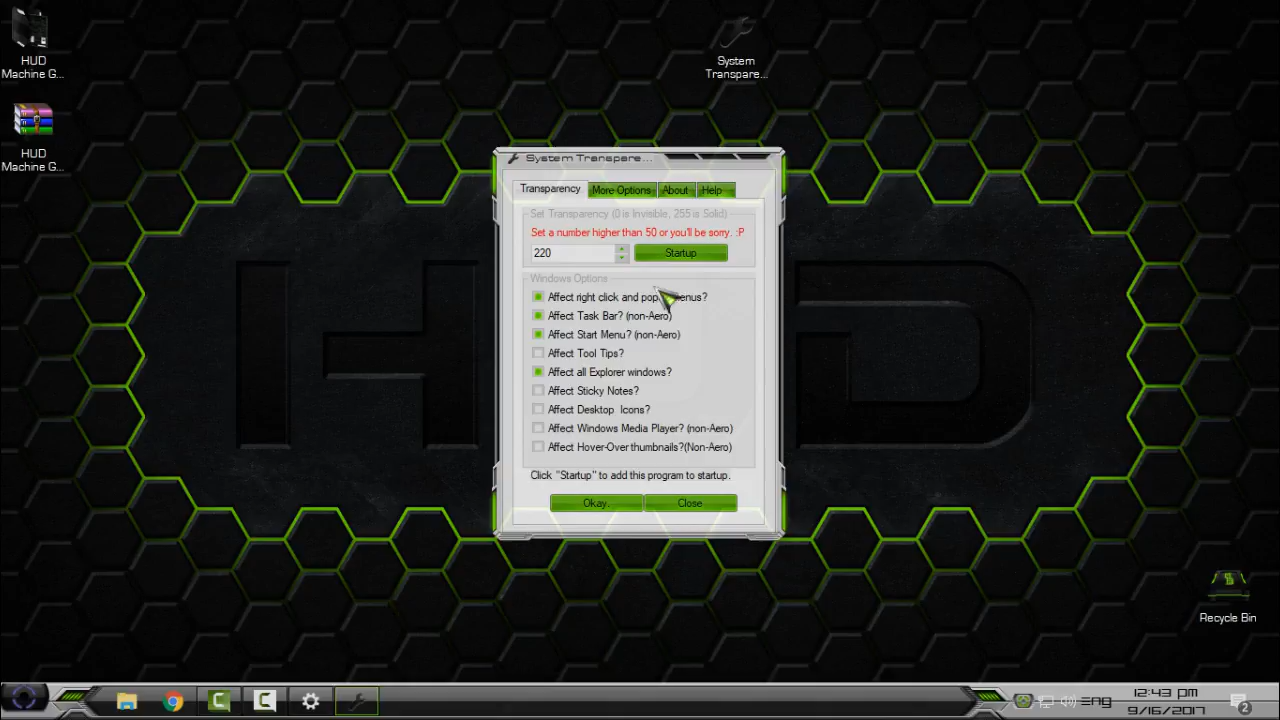 HUD
Machine G...
HUD
Machine G...
System
Transpare...
System Transpare...
Transparency
More Options
About
Help
Set Transparency (0 is Invisible, 255 is Solid)
Set a number higher than 50 or you'll be sorry. :P
220
Startup
Windows Options
Affect right click and pop menus?
Affect Task Bar? (non-Aero)
Affect Start Menu? (non-Aero)
Affect Tool Tips?
Affect all Explorer windows?
Affect Sticky Notes?
Affect Desktop Icons?
Affect Windows Media Player? (non-Aero)
Affect Hover-Over thumbnails?(Non-Aero)
Click "Startup" to add this program to startup.
Okay.
Close
H D
Recycle Bin
ENG
12:43 PM
9/16/2017
2